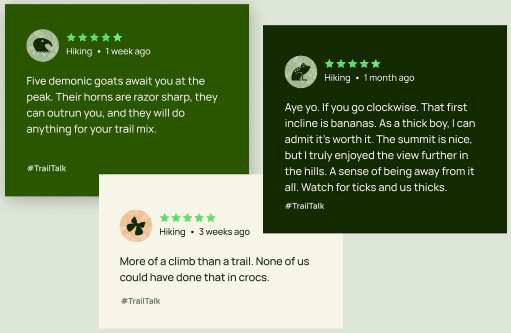 Hiking • 1 week ago
Five demonic goats await you at the
peak. Their horns are razor sharp, they
can outrun you, and they will do
anything for your trail mix.
#TrailTalk
Hiking • 1 month ago
Aye yo. If you go clockwise. That first
incline is bananas. As a thick boy, I can
admit it's worth it. The summit is nice,
but I truly enjoyed the view further in
the hills. A sense of being away from it
all. Watch for ticks and us thicks.
#TrailTalk
Hiking • 3 weeks ago
More of a climb than a trail. None of us
could have done that in crocs.
#TrailTalk